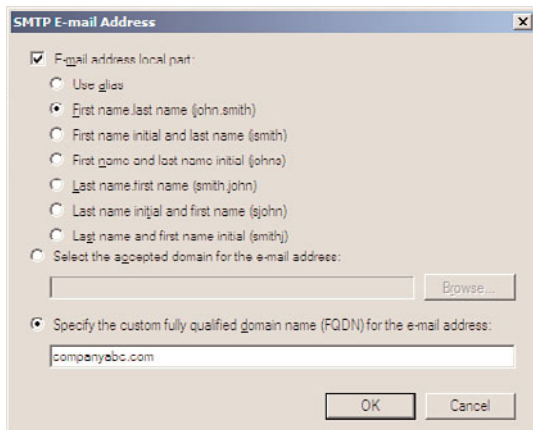 SMTP E-mail Address
E-mail address local part:
Use alias
First name.last name (john.smith)
First name initial and last name (jsmith)
First name and last name initial (johns)
Last name.first name (smith.john)
Last name initial and first name (sjohn)
Last name and first name initial (smithj)
Select the accepted domain for the e-mail address:
Browse...
Specify the custom fully qualified domain name (FQDN) for the e-mail address:
companyabc.com
OK Cancel